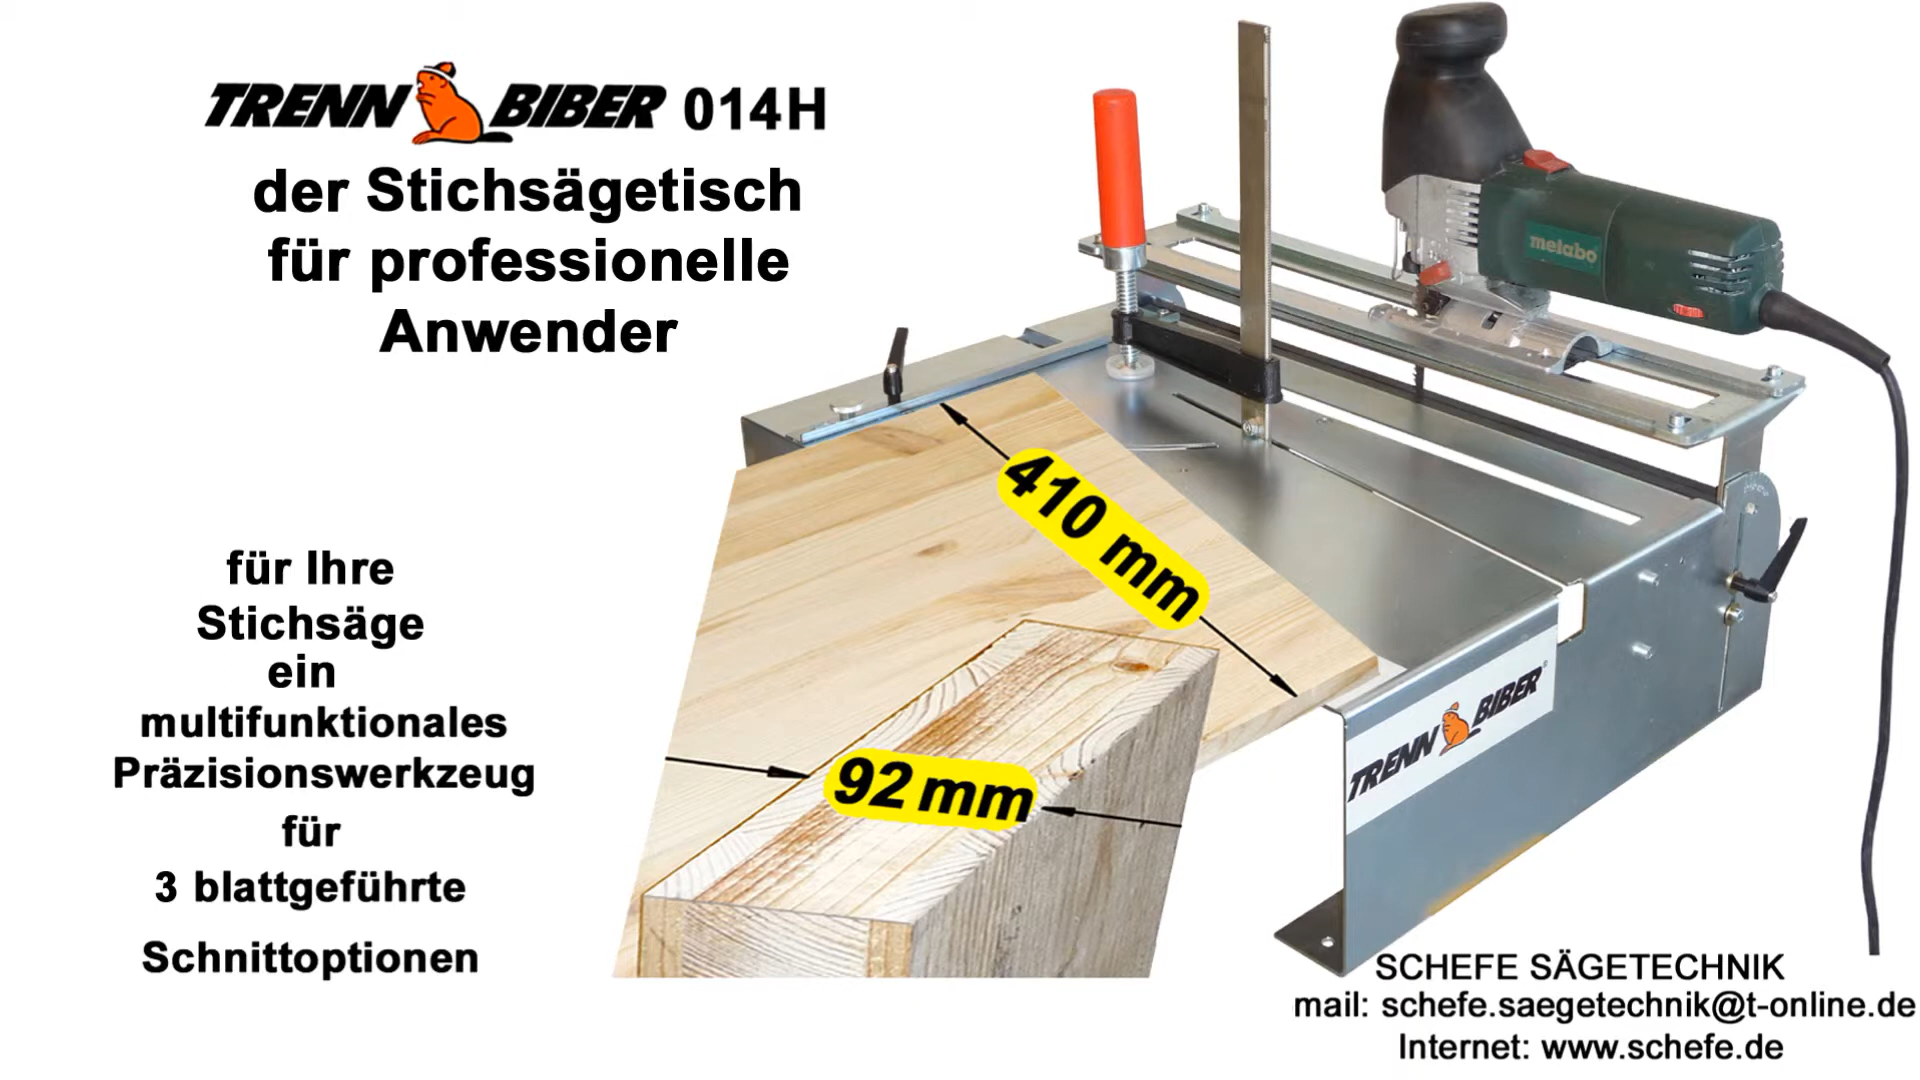 TRENN BIBER 014H
der Stichsägetisch
für professionelle
Anwender
für Ihre
Stichsäge
ein
multifunktionales
Präzisionswerkzeug
für
3 blattgeführte
Schnittoptionen
metabo
410 mm
92 mm
TRENN BIBER®
SCHEFE SÄGETECHNIK
mail: schefe.saegetechnik@t-online.de
Internet: www.schefe.de